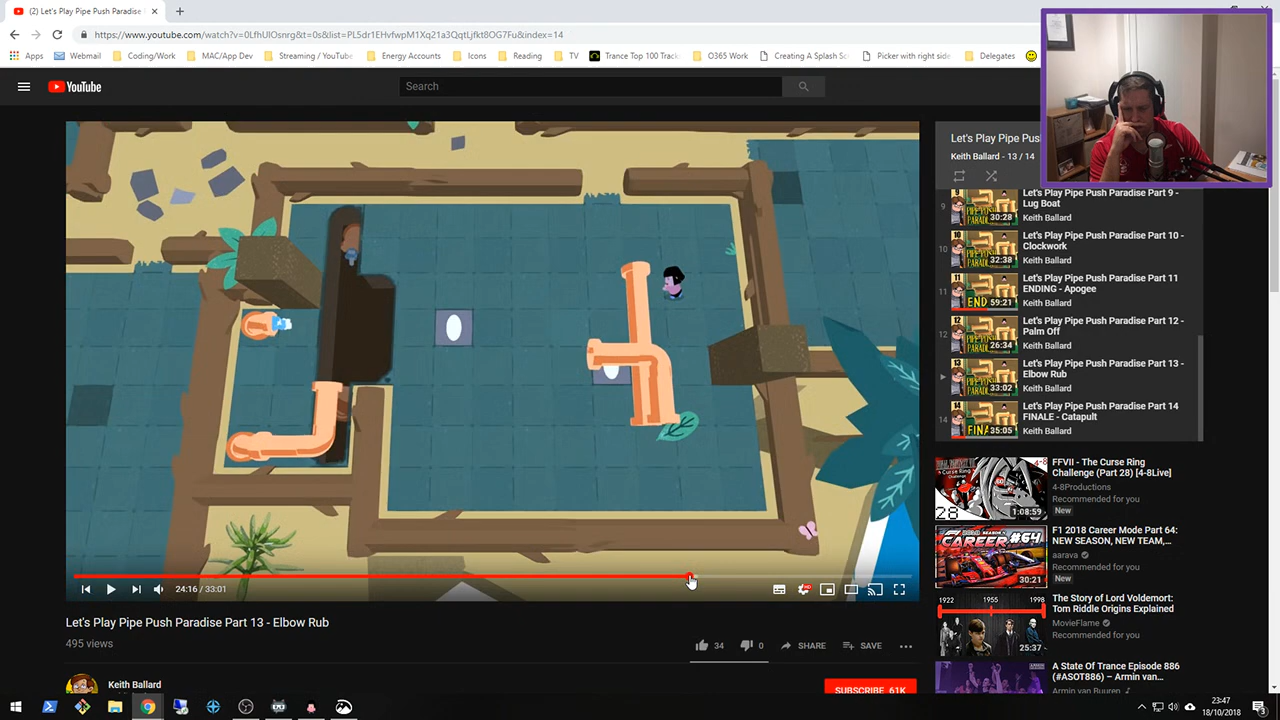 (2) Let's Play Pipe Push Paradise
https://www.youtube.com/watch?v=0LfhUlOsnrg&t=0s&list=PLSdr1EHvfwpM1Xq21a3QqtLjfkt8OG7Fu&index=14
Apps Webmail Coding/Work MAC/App Dev Streaming / YouTube Energy Accounts Icons Reading TV Trance Top 100 Track O365 Work Creating A Splash Sc Picker with right side Delegates
YouTube
Search
Let's Play Pipe Push
Keith Ballard - 13 / 14
9
Let's Play Pipe Push Paradise Part 9 -
Lug Boat
Keith Ballard
30:28
10
Let's Play Pipe Push Paradise Part 10 -
Clockwork
Keith Ballard
32:38
11
Let's Play Pipe Push Paradise Part 11
ENDING - Apogee
Keith Ballard
END
59:21
12
Let's Play Pipe Push Paradise Part 12 -
Palm Off
Keith Ballard
26:34
Let's Play Pipe Push Paradise Part 13 -
Elbow Rub
Keith Ballard
33:02
14
Let's Play Pipe Push Paradise Part 14
FINALE - Catapult
Keith Ballard
35:05
24:16 / 33:01
Let's Play Pipe Push Paradise Part 13 - Elbow Rub
495 views
34 0 SHARE SAVE
Keith Ballard
SUBSCRIBE 61K
FFVII - The Curse Ring
Challenge (Part 28) [4-8Live]
4-8Productions
Recommended for you
New
28
1:08:59
F1 2018 Career Mode Part 64:
NEW SEASON, NEW TEAM,...
aarava
Recommended for you
New
CAREER #64
30:21
The Story of Lord Voldemort:
Tom Riddle Origins Explained
MovieFlame
Recommended for you
1922 1955 1998
25:37
A State Of Trance Episode 886
(#ASOT886) – Armin van...
Armin van Buuren
23:47
18/10/2018
3